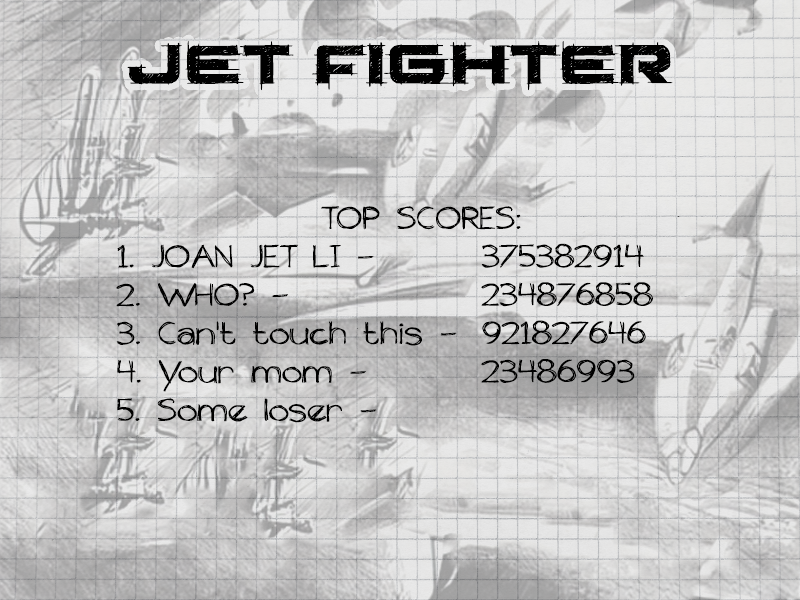 JET FIGHTER
TOP SCORES:
1. JOAN JET LI - 375382914
2. WHO? - 234876858
3. Can't touch this - 921827646
4. Your mom - 23486993
5. Some loser -